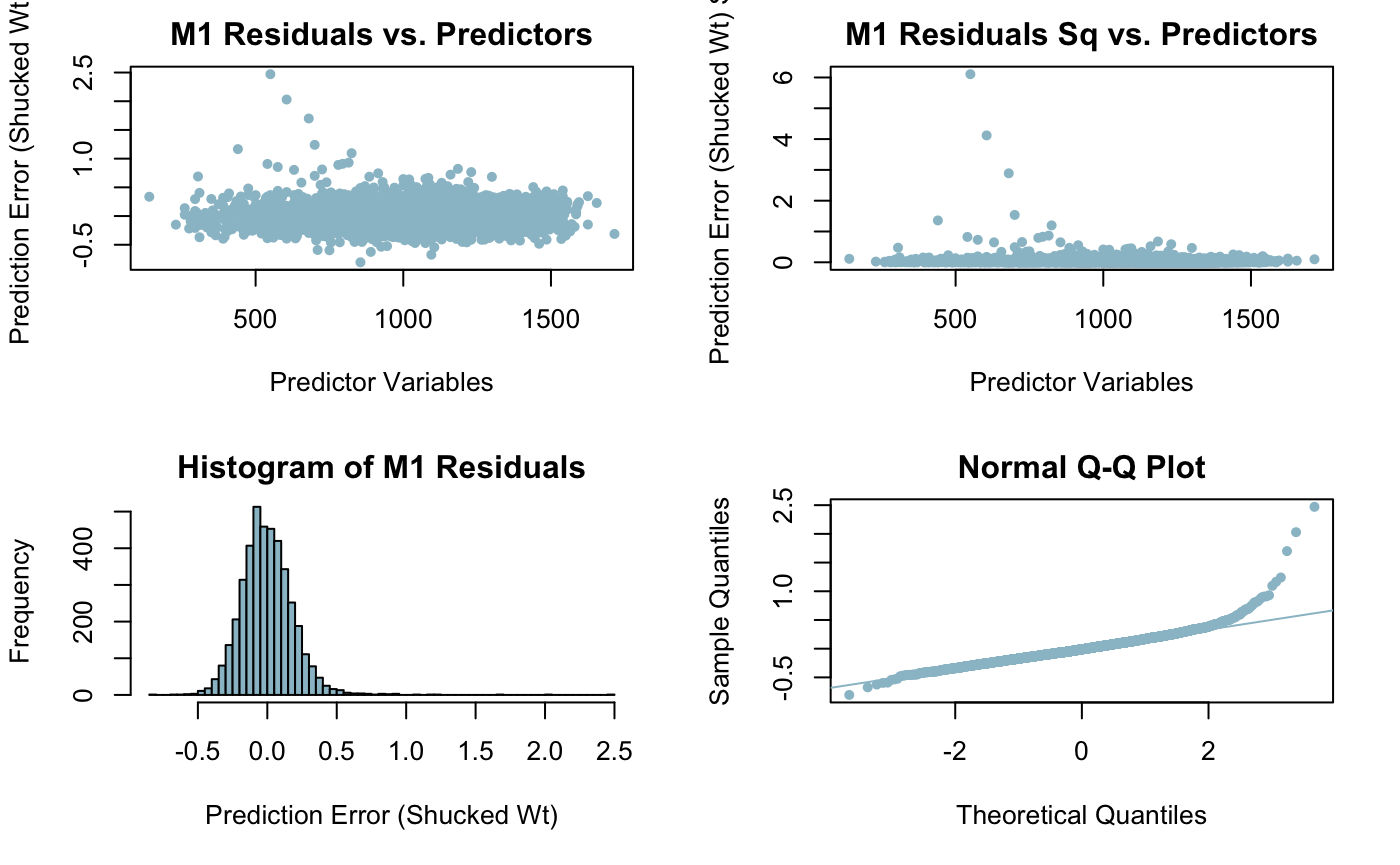 M1 Residuals vs. Predictors
Prediction Error (Shucked Wt
2.5
1.0
-0.5
500 1000 1500
Predictor Variables
M1 Residuals Sq vs. Predictors
Prediction Error (Shucked Wt)
6
4
2
0
500 1000 1500
Predictor Variables
Histogram of M1 Residuals
Frequency
400
200
0
-0.5 0.0 0.5 1.0 1.5 2.0 2.5
Prediction Error (Shucked Wt)
Normal Q-Q Plot
Sample Quantiles
2.5
1.0
-0.5
-2 0 2
Theoretical Quantiles